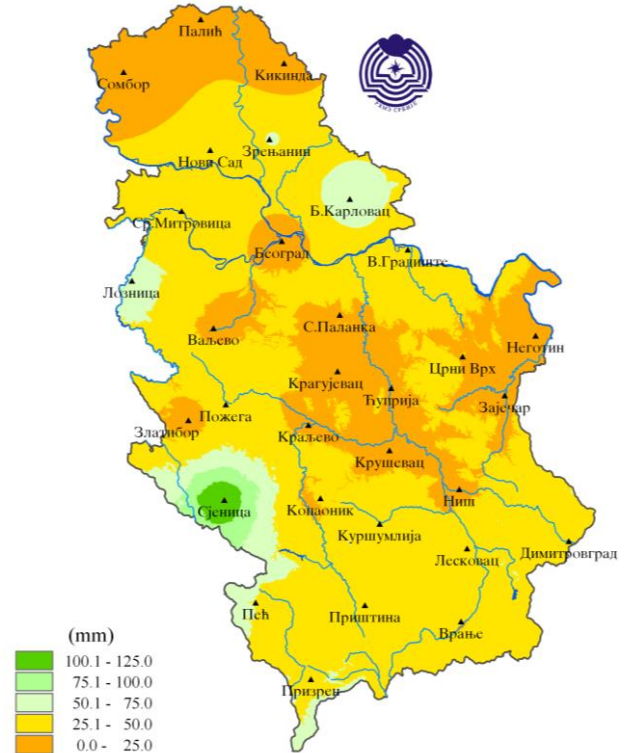 Палић
Кикинда
Сомбор
Зрењанин
Нови Сад
Б.Карловац
Ср.Митровица
Београд
В.Градиште
Лозница
С.Паланка
Ваљево
Неготин
Црни Врх
Крагујевац
Ћуприја
Зајечар
Пожега
Златибор
Краљево
Крушевац
Ниш
Копаоник
Сјеница
Куршумлија
Димитровград
Лесковац
Пећ
Приштина
Врање
(mm)
100.1 - 125.0
75.1 - 100.0
Призрен
50.1 - 75.0
25.1 - 50.0
0.0 - 25.0